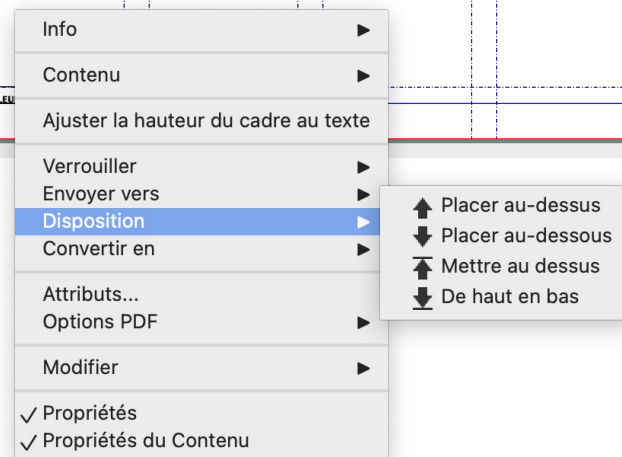 Info
Contenu
Ajuster la hauteur du cadre au texte
Verrouiller
Envoyer vers
Disposition
Convertir en
Attributs...
Options PDF
Modifier
✓ Propriétés
✓ Propriétés du Contenu
Placer au-dessus
Placer au-dessous
Mettre au dessus
De haut en bas